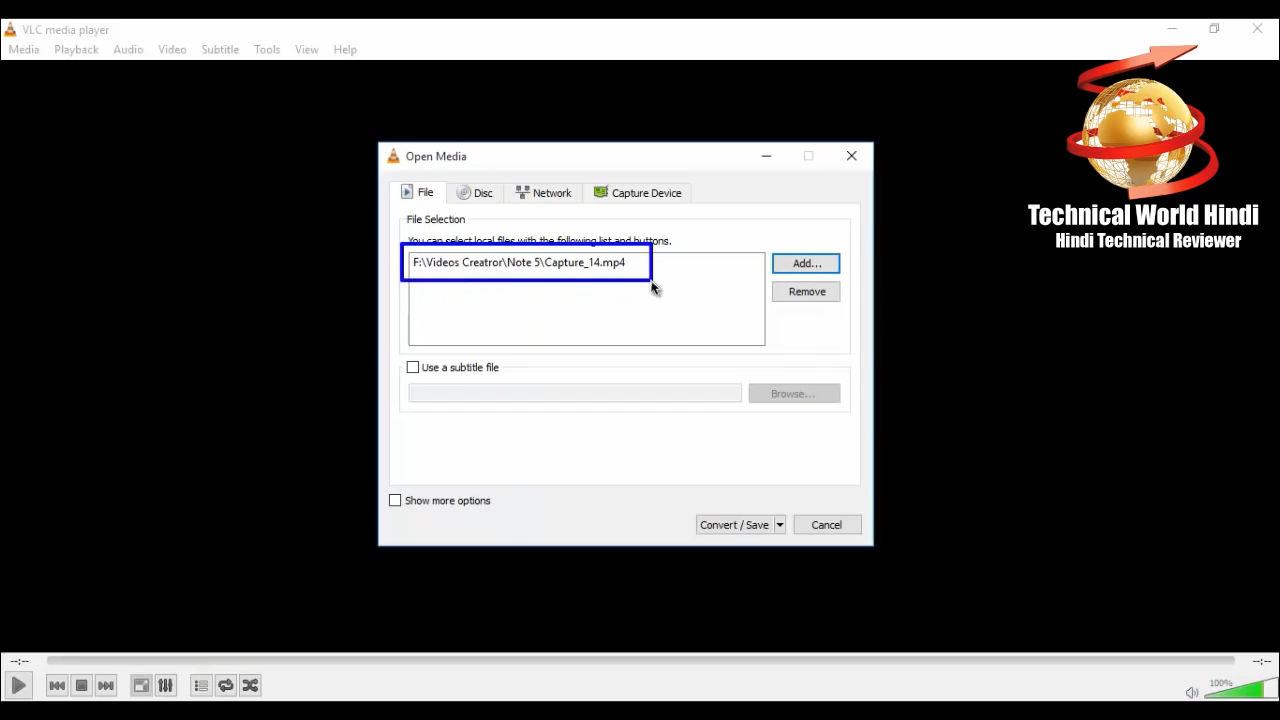 VLC media player
Media Playback Audio Video Subtitle Tools View Help
Technical World Hindi
Hindi Technical Reviewer
Open Media
File Disc Network Capture Device
File Selection
You can select local files with the following list and buttons.
F:\Videos Creatror\Note 5\Capture_14.mp4
Add...
Remove
Use a subtitle file
Browse...
Show more options
Convert / Save Cancel
--:-- --:--
100%